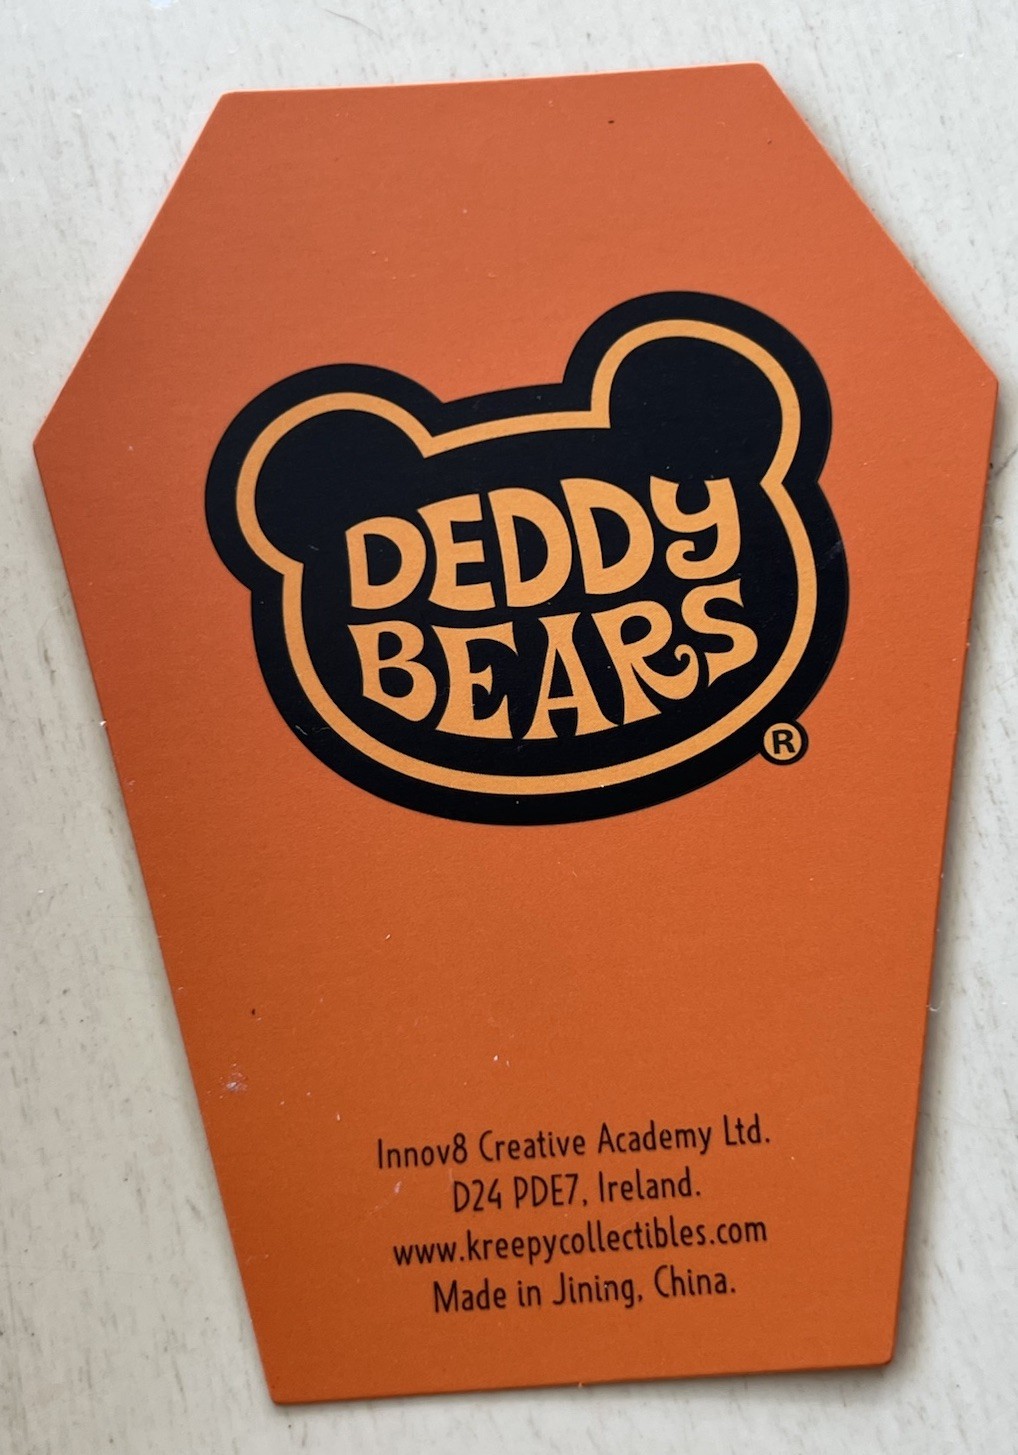 DEDDY
BEARS
®
Innov8 Creative Academy Ltd.
D24 PDE7, Ireland.
www.kreepycollectibles.com
Made in Jining, China.